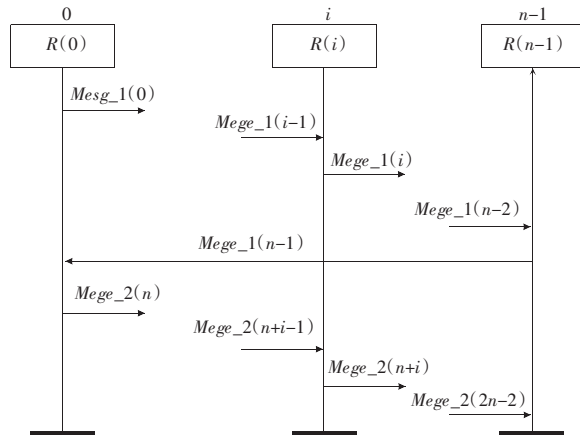 0 i n-1
R(0) R(i) R(n-1)
Mesg_1(0)
Mege_1(i-1)
Mege_1(i)
Mege_1(n-2)
Mege_1(n-1)
Mege_2(n)
Mege_2(n+i-1)
Mege_2(n+i)
Mege_2(2n-2)